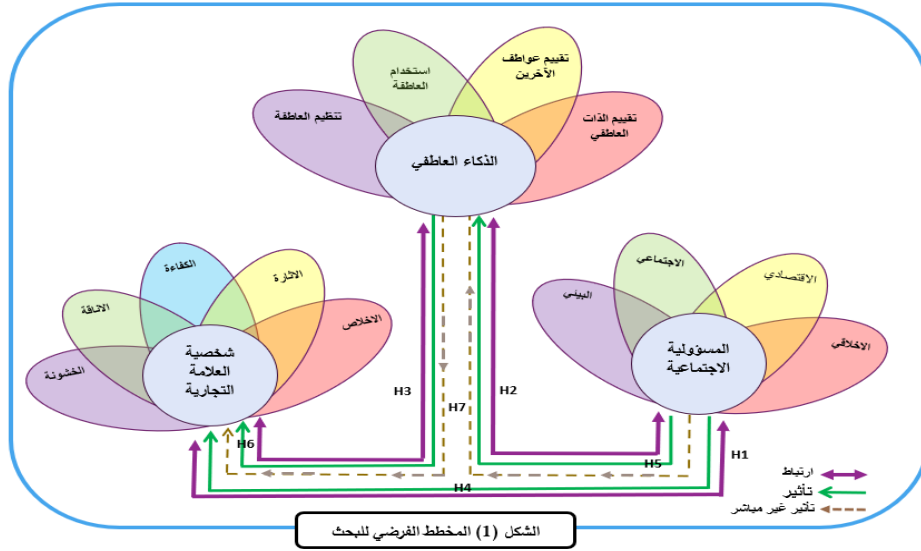 تقييم عواطف
الآخرين
استخدام
العاطفة
تقييم الذات
العاطفي
تنظيم العاطفة
الذكاء العاطفي
الاقتصادي
الاجتماعي
البيئي
الاخلاقي
المسؤولية
الاجتماعية
الاثارة
الكفاءة
الاناقة
الاخلاص
الخشونة
شخصية
العلامة
التجارية
H3
H2
H7
H6
H5
H1
H4
ارتباط
تأثير
تأثير غير مباشر
الشكل (1) المخطط الفرضي للبحث